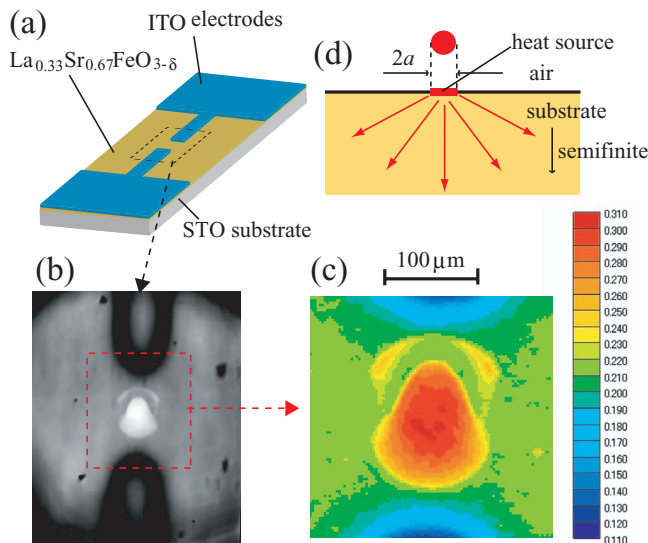 (a)
ITO electrodes
La0.33Sr0.67FeO3-δ
STO substrate
(d)
heat source
2a
air
substrate
semifinite
(b)
(c)
100 μm
0.310
0.300
0.290
0.280
0.270
0.260
0.250
0.240
0.230
0.220
0.210
0.200
0.190
0.180
0.170
0.160
0.150
0.140
0.130
0.120
0.110